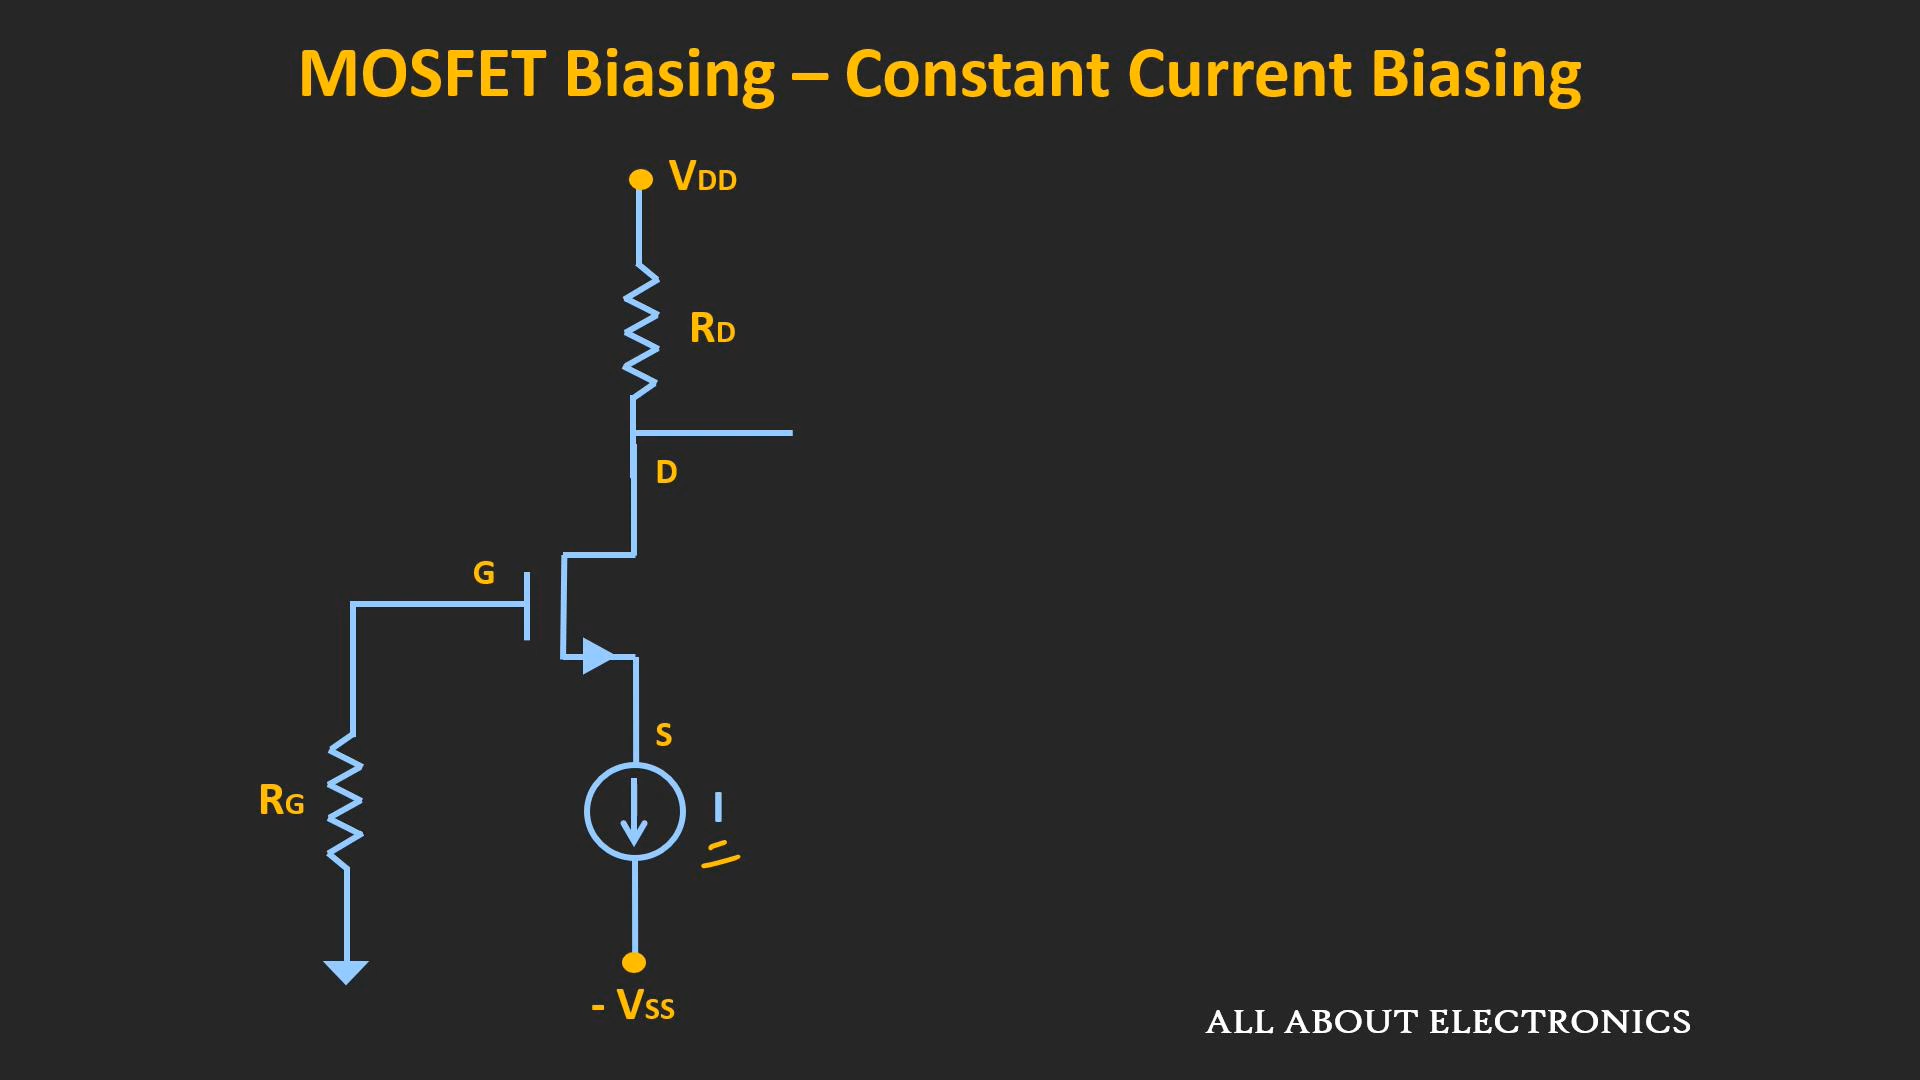 MOSFET Biasing – Constant Current Biasing
VDD
RD
D
G
S
RG
I
- VSS
ALL ABOUT ELECTRONICS